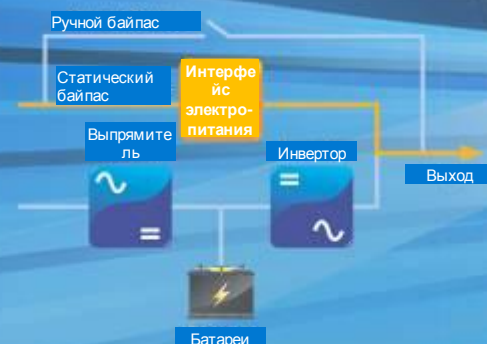 Ручной байпас
Статический
байпас
Интерфе
йс
электро-
питания
Выпрямите
ль
Инвертор
Выход
Батареи